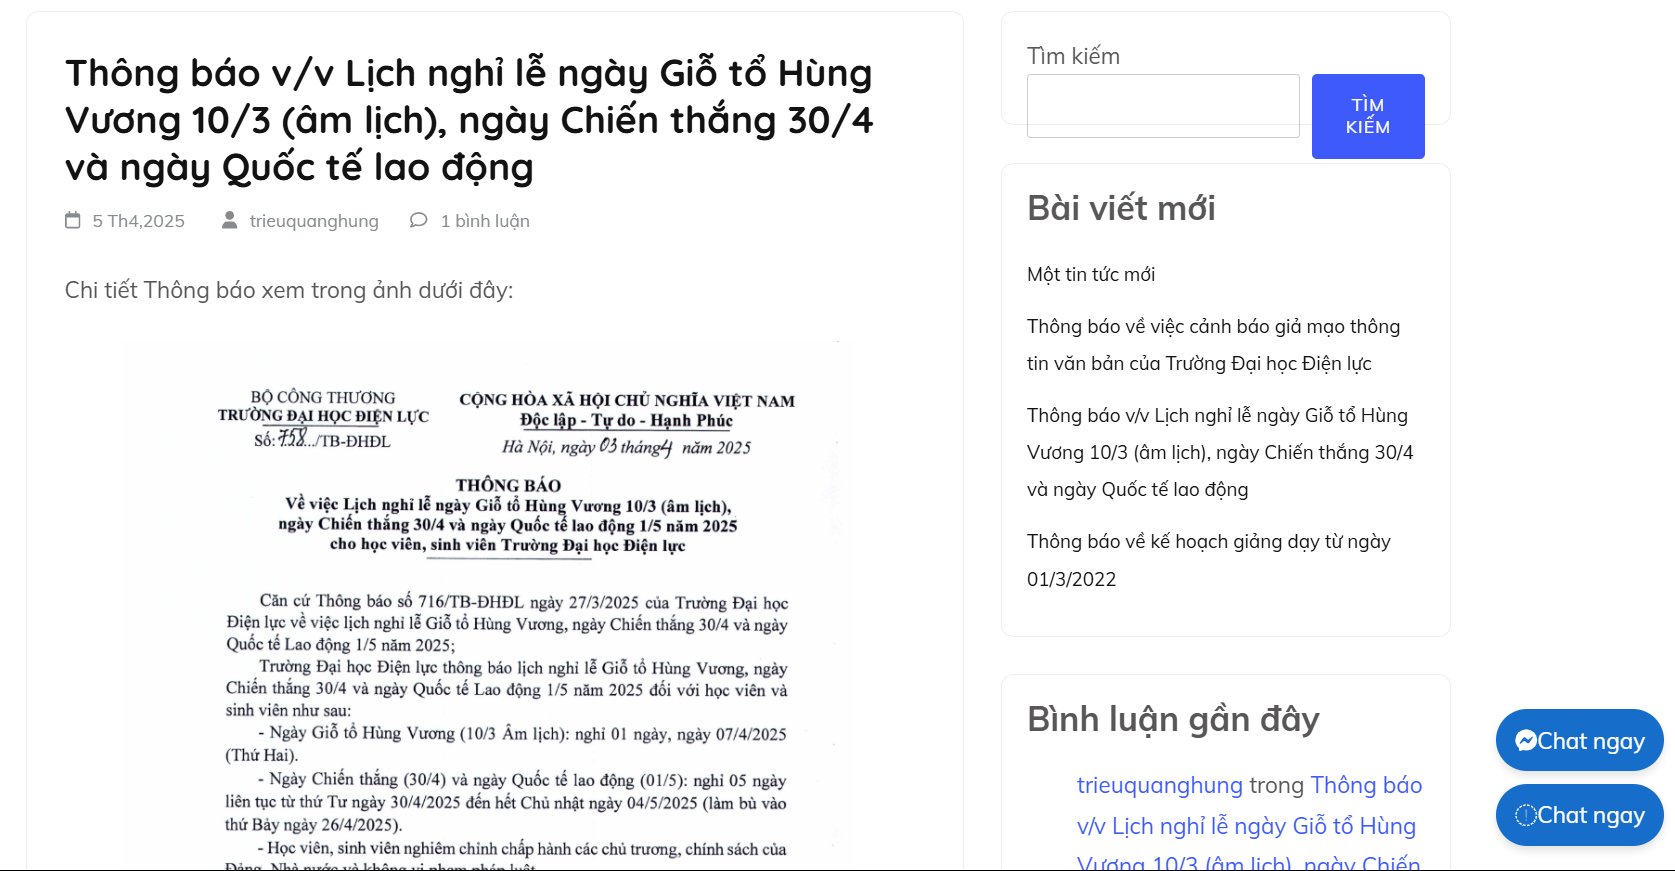 Thông báo v/v Lịch nghỉ lễ ngày Giỗ tổ Hùng
Vương 10/3 (âm lịch), ngày Chiến thắng 30/4
và ngày Quốc tế lao động
5 Th4,2025 trieuquanghung 1 bình luận
Chi tiết Thông báo xem trong ảnh dưới đây:
BỘ CÔNG THƯƠNG
TRƯỜNG ĐẠI HỌC ĐIỆN LỰC
Số: 758.../TB-ĐHĐL
CỘNG HÒA XÃ HỘI CHỦ NGHĨA VIỆT NAM
Độc lập - Tự do - Hạnh Phúc
Hà Nội, ngày 03 tháng 4 năm 2025
THÔNG BÁO
Về việc Lịch nghỉ lễ ngày Giỗ tổ Hùng Vương 10/3 (âm lịch),
ngày Chiến thắng 30/4 và ngày Quốc tế lao động 1/5 năm 2025
cho học viên, sinh viên Trường Đại học Điện lực
Căn cứ Thông báo số 716/TB-ĐHĐL ngày 27/3/2025 của Trường Đại học
Điện lực về việc lịch nghỉ lễ Giỗ tổ Hùng Vương, ngày Chiến thắng 30/4 và ngày
Quốc tế Lao động 1/5 năm 2025;
Trường Đại học Điện lực thông báo lịch nghỉ lễ Giỗ tổ Hùng Vương, ngày
Chiến thắng 30/4 và ngày Quốc tế Lao động 1/5 năm 2025 đối với học viên và
sinh viên như sau:
- Ngày Giỗ tổ Hùng Vương (10/3 Âm lịch): nghỉ 01 ngày, ngày 07/4/2025
(Thứ Hai).
- Ngày Chiến thắng (30/4) và ngày Quốc tế lao động (01/5): nghỉ 05 ngày
liên tục từ thứ Tư ngày 30/4/2025 đến hết Chủ nhật ngày 04/5/2025 (làm bù vào
thứ Bảy ngày 26/4/2025).
- Học viên, sinh viên nghiêm chỉnh chấp hành các chủ trương, chính sách của
Đảng, Nhà nước và không vi phạm pháp luật
Tìm kiếm
TÌM
KIẾM
Bài viết mới
Một tin tức mới
Thông báo về việc cảnh báo giả mạo thông
tin văn bản của Trường Đại học Điện lực
Thông báo v/v Lịch nghỉ lễ ngày Giỗ tổ Hùng
Vương 10/3 (âm lịch), ngày Chiến thắng 30/4
và ngày Quốc tế lao động
Thông báo về kế hoạch giảng dạy từ ngày
01/3/2022
Bình luận gần đây
trieuquanghung trong Thông báo
v/v Lịch nghỉ lễ ngày Giỗ tổ Hùng
Vương 10/3 (âm lịch), ngày Chiến
Chat ngay
Chat ngay